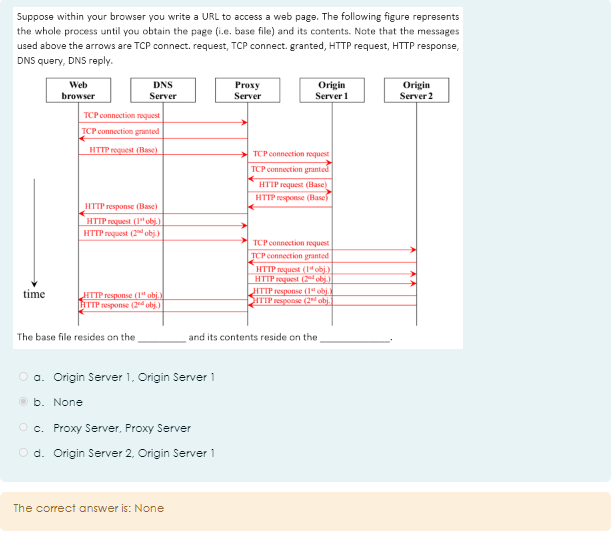 Suppose within your browser you write a URL to access a web page. The following figure represents
the whole process until you obtain the page (i.e. base file) and its contents. Note that the messages
used above the arrows are TCP connect. request, TCP connect. granted, HTTP request, HTTP response,
DNS query, DNS reply.
Web browser
DNS Server
Proxy Server
Origin Server 1
Origin Server 2
TCP connection request
TCP connection granted
HTTP request (Base)
TCP connection request
TCP connection granted
HTTP request (Base)
HTTP response (Base)
HTTP response (Base)
HTTP request (1st obj.)
HTTP request (2nd obj.)
TCP connection request
TCP connection granted
HTTP request (1st obj.)
HTTP request (2nd obj.)
HTTP response (1st obj.)
HTTP response (2nd obj.)
time
HTTP response (1st obj.)
HTTP response (2nd obj.)
The base file resides on the __________ and its contents reside on the ______________.
a. Origin Server 1, Origin Server 1
b. None
c. Proxy Server, Proxy Server
d. Origin Server 2, Origin Server 1
The correct answer is: None